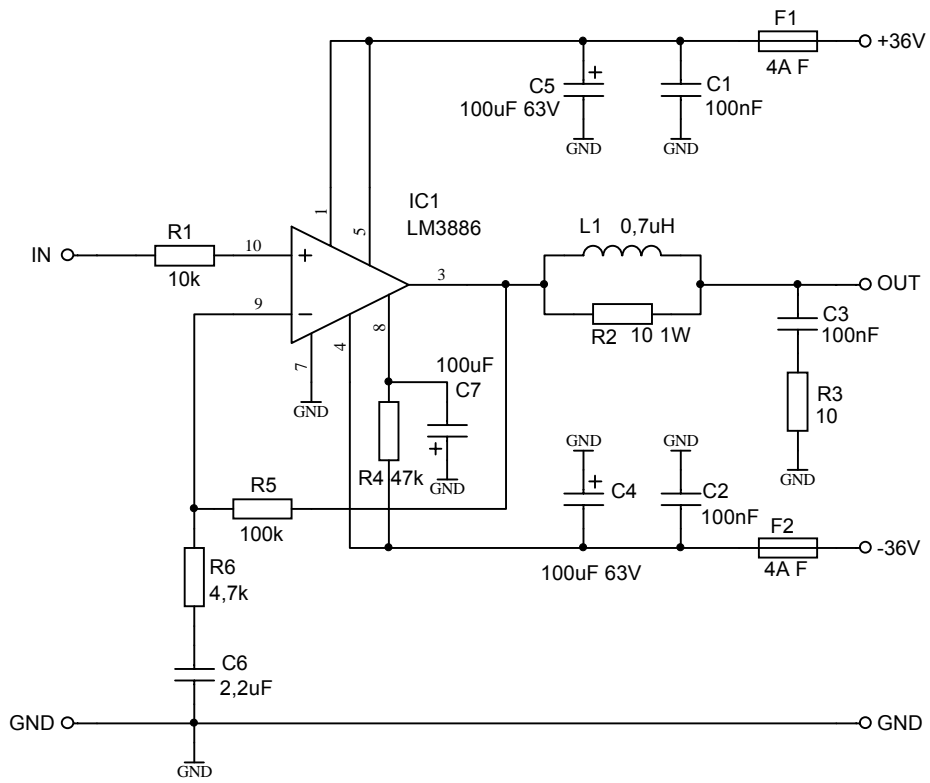 F1
+36V
4A F
C5
+
100uF 63V
GND
C1
100nF
GND
IC1
LM3886
1
5
R1
IN
10
+
10k
9
−
7
GND
4
8
3
L1 0,7uH
R2 10 1W
OUT
C3
100nF
R3
10
GND
100uF
C7
+
GND
R4 47k
GND
+
C4
100uF 63V
GND
C2
100nF
F2
-36V
4A F
R5
100k
R6
4,7k
C6
2,2uF
GND
GND
GND